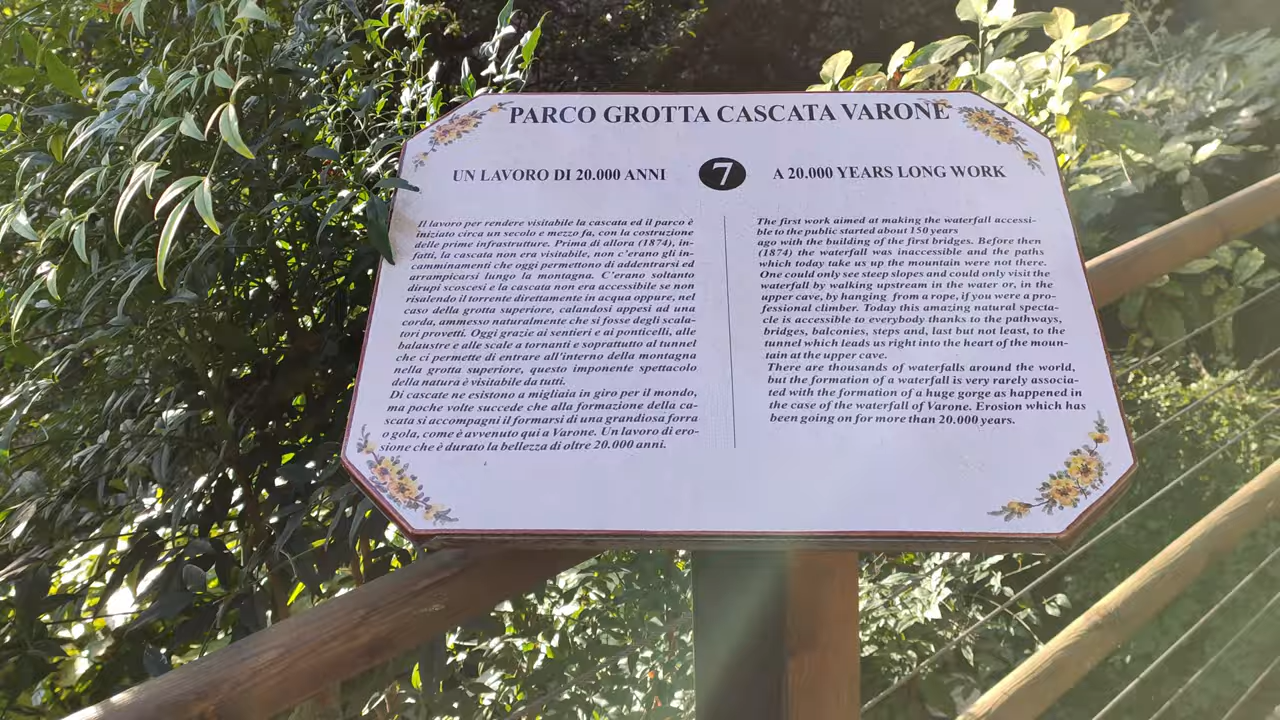 PARCO GROTTA CASCATA VARONE
UN LAVORO DI 20.000 ANNI
7
A 20.000 YEARS LONG WORK
Il lavoro per rendere visitabile la cascata ed il parco è
iniziato circa un secolo e mezzo fa, con la costruzione
delle prime infrastrutture. Prima di allora (1874), in-
fatti, la cascata non era visitabile, non c'erano gli in-
camminamenti che oggi permettono di addentrarsi ed
arrampicarsi lungo la montagna. C'erano soltanto
dirupi scoscesi e la cascata non era accessibile se non
risalendo il torrente direttamente in acqua oppure, nel
caso della grotta superiore, calandosi appesi ad una
corda, ammesso naturalmente che si fosse degli scala-
tori provetti. Oggi grazie ai sentieri e ai ponticelli, alle
balaustre e alle scale a tornanti e soprattutto al tunnel
che ci permette di entrare all'interno della montagna
nella grotta superiore, questo imponente spettacolo
della natura è visitabile da tutti.
Di cascate ne esistono a migliaia in giro per il mondo,
ma poche volte succede che alla formazione della ca-
scata si accompagni il formarsi di una grandiosa forra
o gola, come è avvenuto qui a Varone. Un lavoro di ero-
sione che è durato la bellezza di oltre 20.000 anni.
The first work aimed at making the waterfall accessi-
ble to the public started about 150 years
ago with the building of the first bridges. Before then
(1874) the waterfall was inaccessible and the paths
which today take us up the mountain were not there.
One could only see steep slopes and could only visit the
waterfall by walking upstream in the water or, in the
upper cave, by hanging from a rope, if you were a pro-
fessional climber. Today this amazing natural specta-
cle is accessible to everybody thanks to the pathways,
bridges, balconies, steps and, last but not least, to the
tunnel which leads us right into the heart of the moun-
tain at the upper cave.
There are thousands of waterfalls around the world,
but the formation of a waterfall is very rarely associa-
ted with the formation of a huge gorge as happened in
the case of the waterfall of Varone. Erosion which has
been going on for more than 20.000 years.